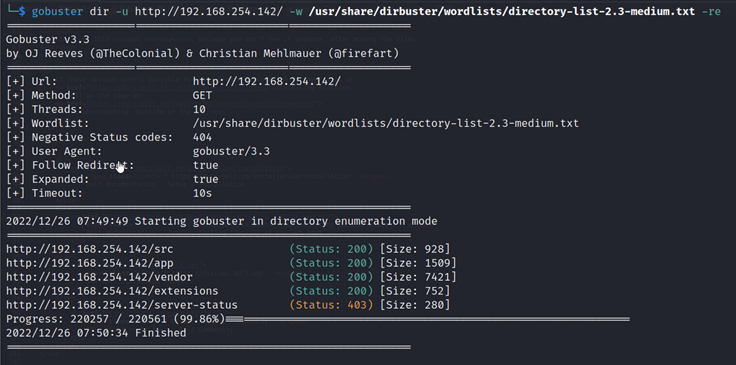 └─$ gobuster dir -u http://192.168.254.142/ -w /usr/share/dirbuster/wordlists/directory-list-2.3-medium.txt -re
Gobuster v3.3
by OJ Reeves (@TheColonial) & Christian Mehlmauer (@firefart)
[+] Url: http://192.168.254.142/
[+] Method: GET
[+] Threads: 10
[+] Wordlist: /usr/share/dirbuster/wordlists/directory-list-2.3-medium.txt
[+] Negative Status codes: 404
[+] User Agent: gobuster/3.3
[+] Follow Redirect: true
[+] Expanded: true
[+] Timeout: 10s
2022/12/26 07:49:49 Starting gobuster in directory enumeration mode
http://192.168.254.142/src (Status: 200) [Size: 928]
http://192.168.254.142/app (Status: 200) [Size: 1509]
http://192.168.254.142/vendor (Status: 200) [Size: 7421]
http://192.168.254.142/extensions (Status: 200) [Size: 752]
http://192.168.254.142/server-status (Status: 403) [Size: 280]
Progress: 220257 / 220561 (99.86%)
2022/12/26 07:50:34 Finished